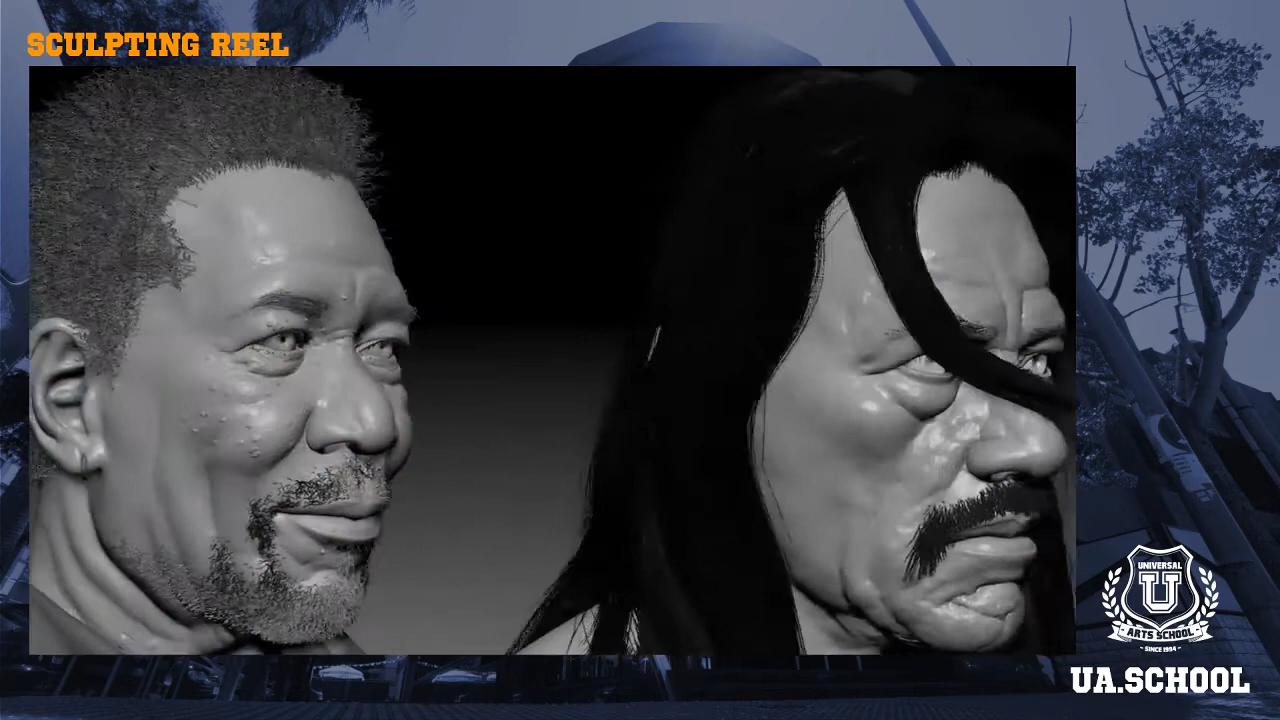 SCULPTING REEL
UNIVERSAL
U
ARTS SCHOOL
- SINCE 1994 -
UA.SCHOOL